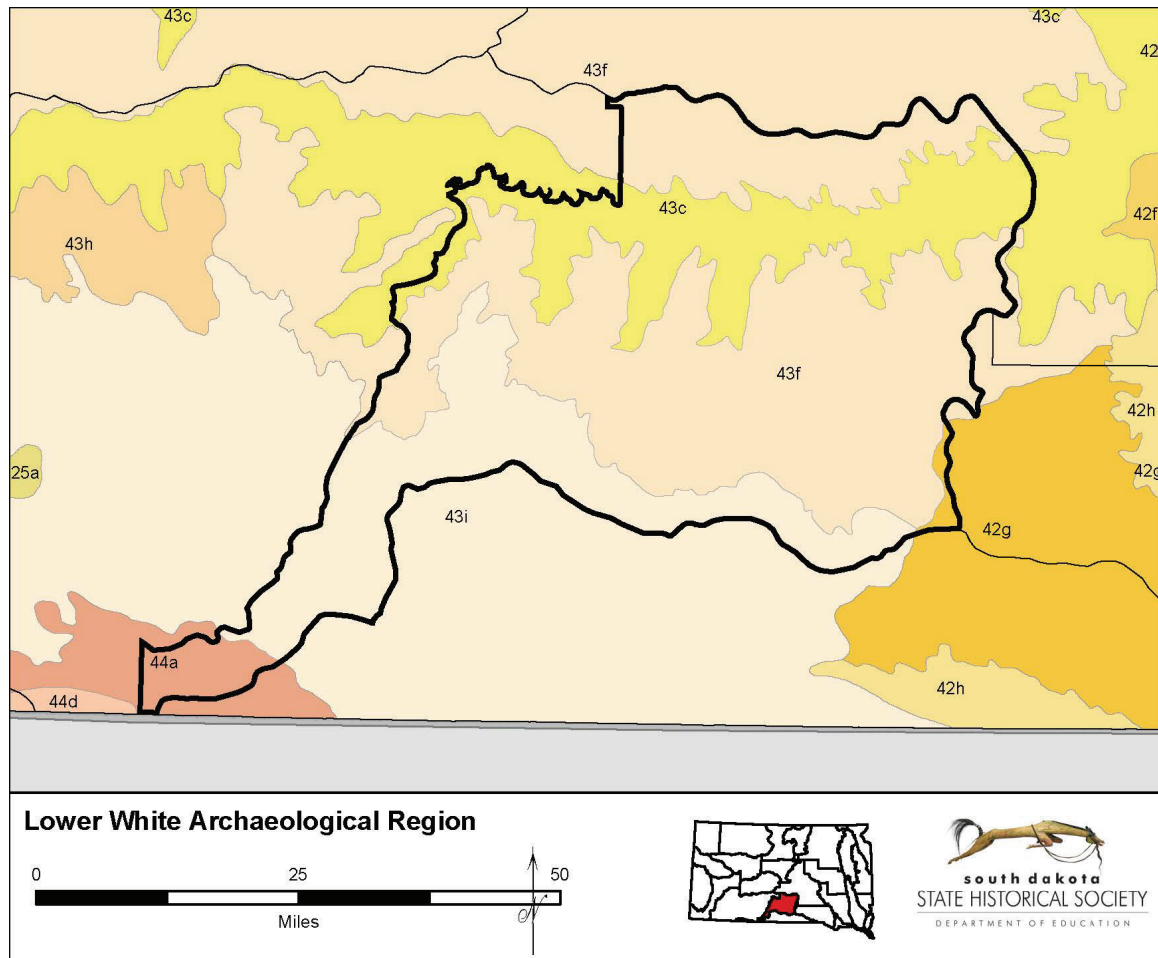 43c
43c
42
43f
43c
42f
43h
43f
42h
25a
42g
43i
42g
44a
42h
44d
Lower White Archaeological Region
0 25 50
Miles
south dakota
STATE HISTORICAL SOCIETY
DEPARTMENT OF EDUCATION